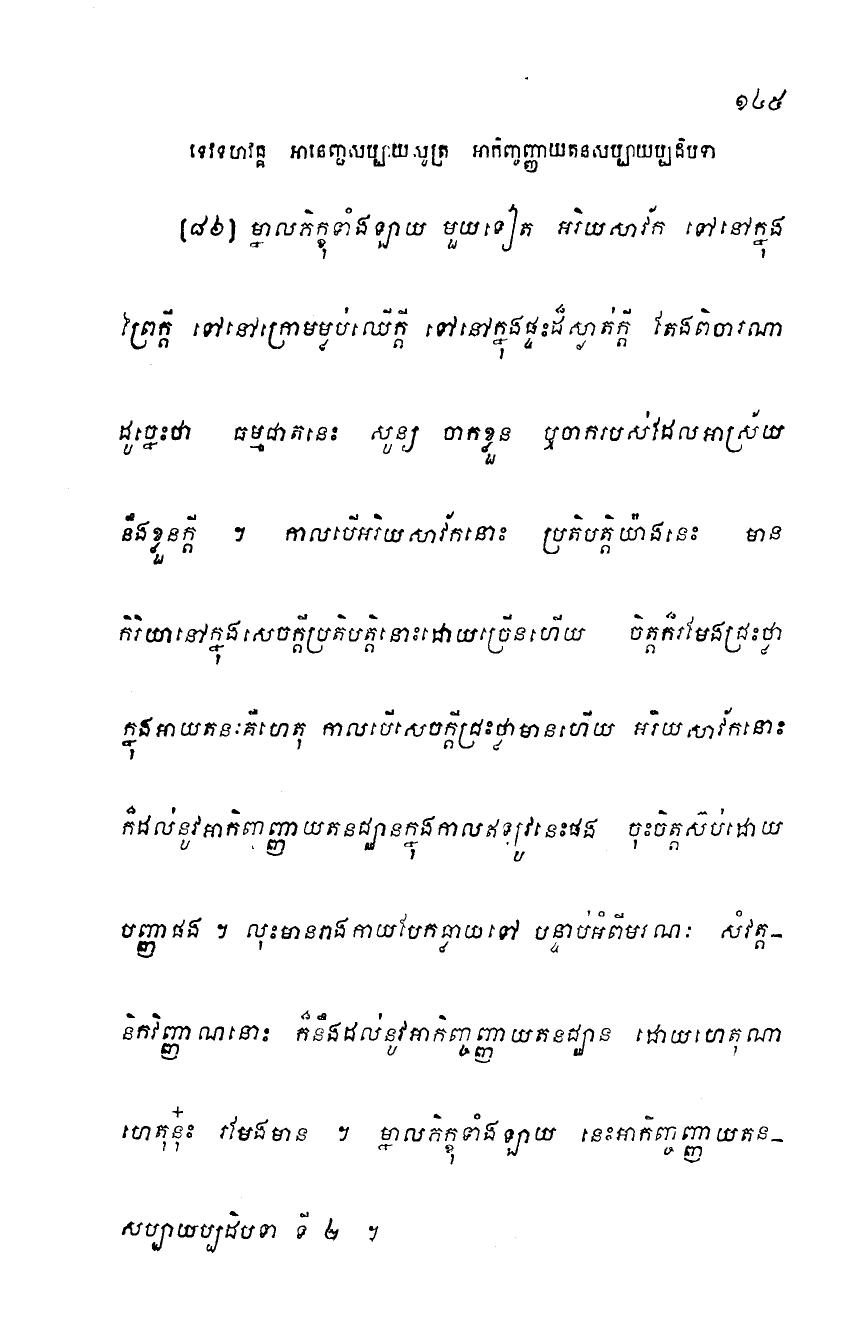 ១៤៥
ទេវទហវគ្គ អានេញ្ជសប្បាយសូត្រ អាកិញ្ចញ្ញាយតនសប្បាយប្បដិបទា
[៨៦] ម្នាលភិក្ខុទាំងឡាយ មួយទៀត អរិយសាវ័ក ទៅនៅក្នុង
ព្រៃក្តី ទៅនៅក្រោមម្លប់ឈើក្តី ទៅនៅក្នុងផ្ទះដ៏ស្ងាត់ក្តី តែងពិចារណា
ដូច្នេះថា ធម្មជាតនេះ សូន្យ ចាកខ្លួន ឬចាករបស់ដែលអាស្រ័យ
នឹងខ្លួនក្តី ។ កាលបើអរិយសាវ័កនោះ ប្រតិបត្តិយ៉ាងនេះ មាន
កិរិយានៅក្នុងសេចក្តីប្រតិបត្តិនោះដោយច្រើនហើយ ចិត្តក៏រមែងជ្រះថ្លា
ក្នុងអាយតនៈគឺហេតុ កាលបើសេចក្តីជ្រះថ្លាមានហើយ អរិយសាវ័កនោះ
ក៏ដល់នូវអាកិញ្ចញ្ញាយតនជ្ឈានក្នុងកាលឥឡូវនេះផង ចុះចិត្តស៊ប់ដោយ
បញ្ញាផង ។ លុះមានរាងកាយបែកធ្លាយទៅ បន្ទាប់អំពីមរណៈ សំវត្ត-
និកវិញ្ញាណនោះ ក៏នឹងដល់នូវអាកិញ្ចញ្ញាយតនជ្ឈាន ដោយហេតុណា
ហេតុនុ៎ះ រមែងមាន ។ ម្នាលភិក្ខុទាំងឡាយ នេះអាកិញ្ចញ្ញាយតន-
សប្បាយប្បដិបទា ទី ២ ។